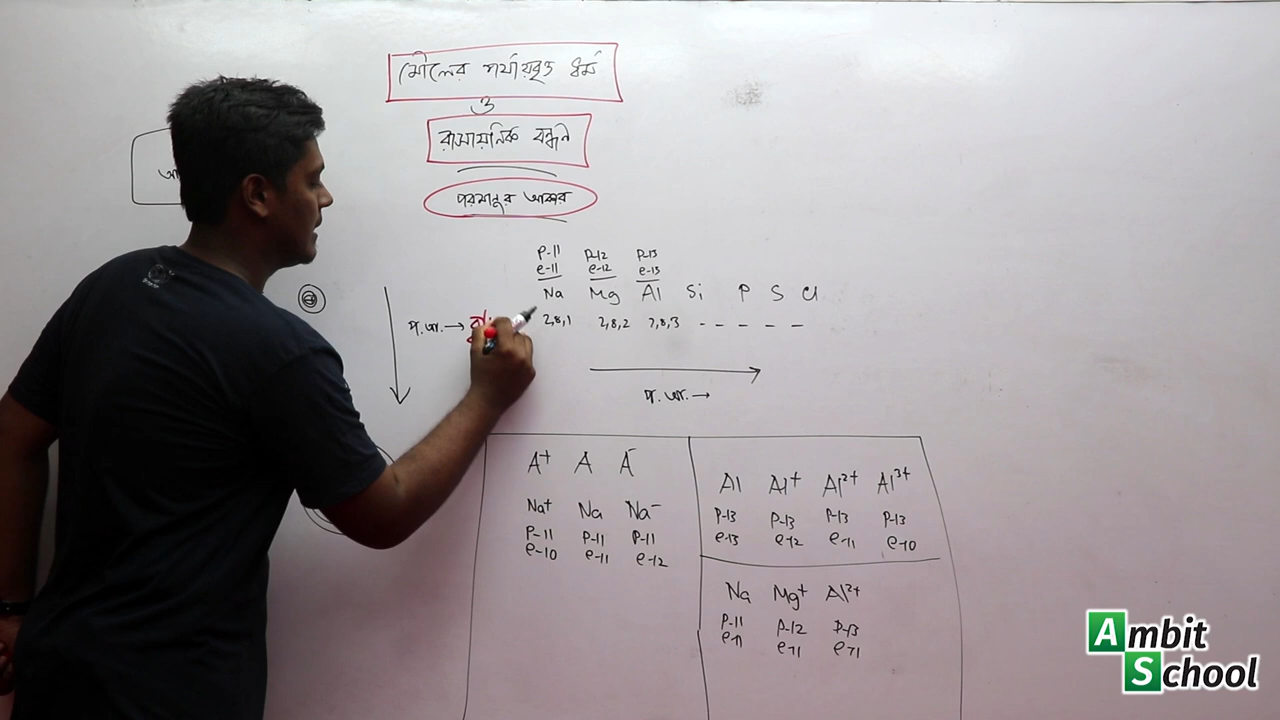 মৌলের পর্যায়বৃত্ত ধর্ম
ও
রাসায়নিক বন্ধন
পরমানুর আকার
P-11 P-12 P-13
e-11 e-12 e-13
Na Mg Al Si P S Cl
প.আ. → 2,8,1 2,8,2 2,8,3 - - - - -
প.আ. →
A⁺ A A⁻
Na⁺ Na Na⁻
P-11 P-11 P-11
e-10 e-11 e-12
Al Al⁺ Al²⁺ Al³⁺
P-13 P-13 P-13 P-13
e-13 e-12 e-11 e-10
Na Mg⁺ Al²⁺
P-11 P-12 P-13
e-11 e-11 e-11
Ambit
School